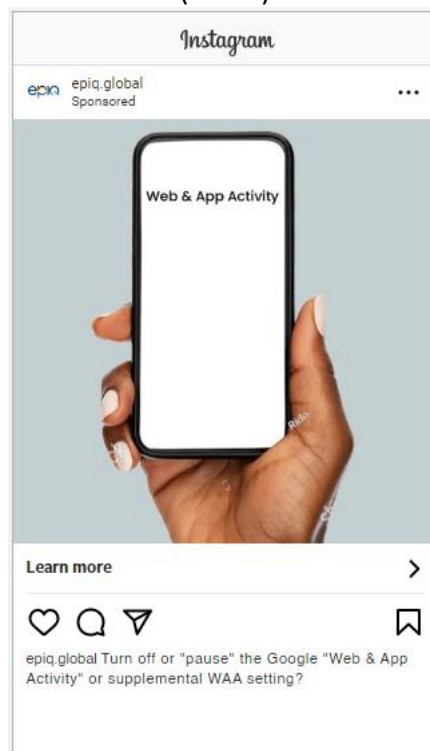 Instagram
epiq
epiq.global
Sponsored
Web & App Activity
Rido
Learn more
epiq.global Turn off or "pause" the Google "Web & App
Activity" or supplemental WAA setting?